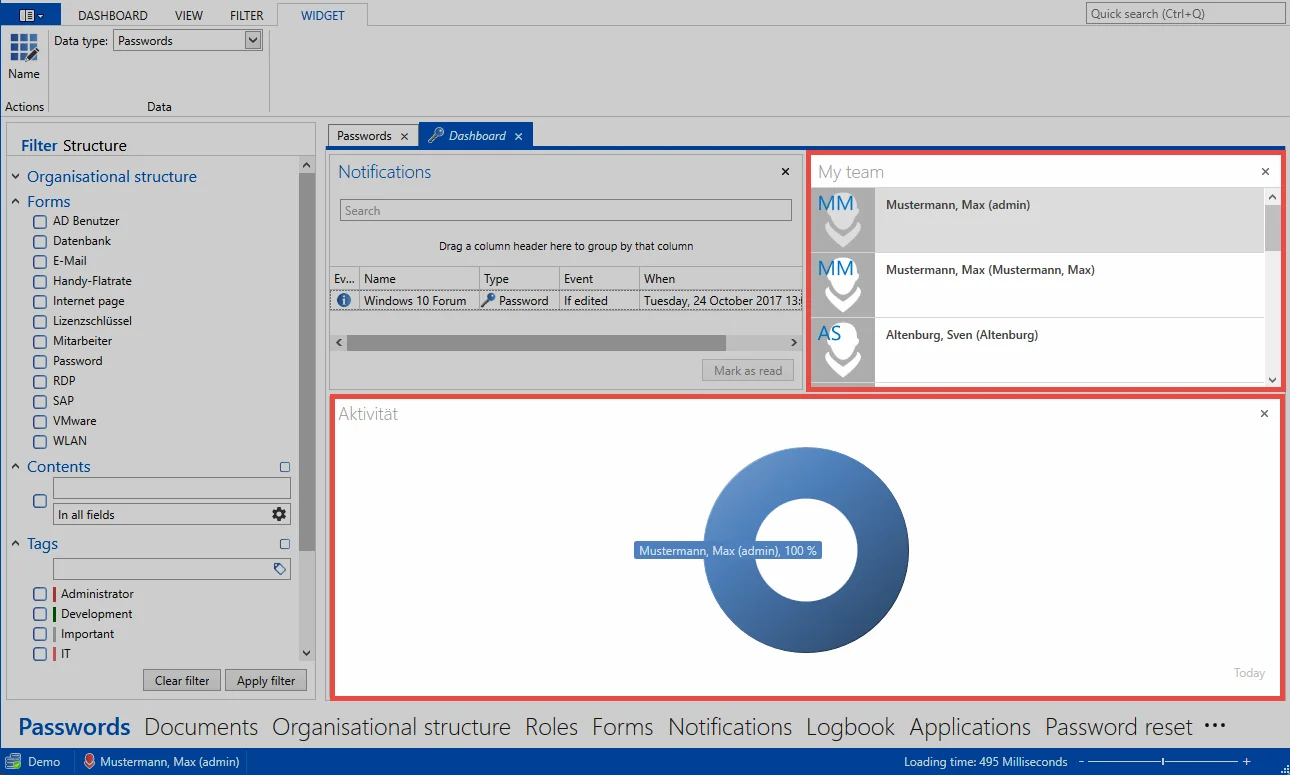 DASHBOARD VIEW FILTER WIDGET
Quick search (Ctrl+Q)
Data type: Passwords
Name
Actions Data
Filter Structure
Organisational structure
Forms
AD Benutzer
Datenbank
E-Mail
Handy-Flatrate
Internet page
Lizenzschlüssel
Mitarbeiter
Password
RDP
SAP
VMware
WLAN
Contents
In all fields
Tags
Administrator
Development
Important
IT
Clear filter Apply filter
Passwords Dashboard
Notifications
Search
Drag a column header here to group by that column
Ev... Name Type Event When
Windows 10 Forum Password If edited Tuesday, 24 October 2017 13:
Mark as read
My team
MM Mustermann, Max (admin)
MM Mustermann, Max (Mustermann, Max)
AS Altenburg, Sven (Altenburg)
Aktivität
Mustermann, Max (admin), 100 %
Today
Passwords Documents Organisational structure Roles Forms Notifications Logbook Applications Password reset •••
Demo Mustermann, Max (admin) Loading time: 495 Milliseconds - +